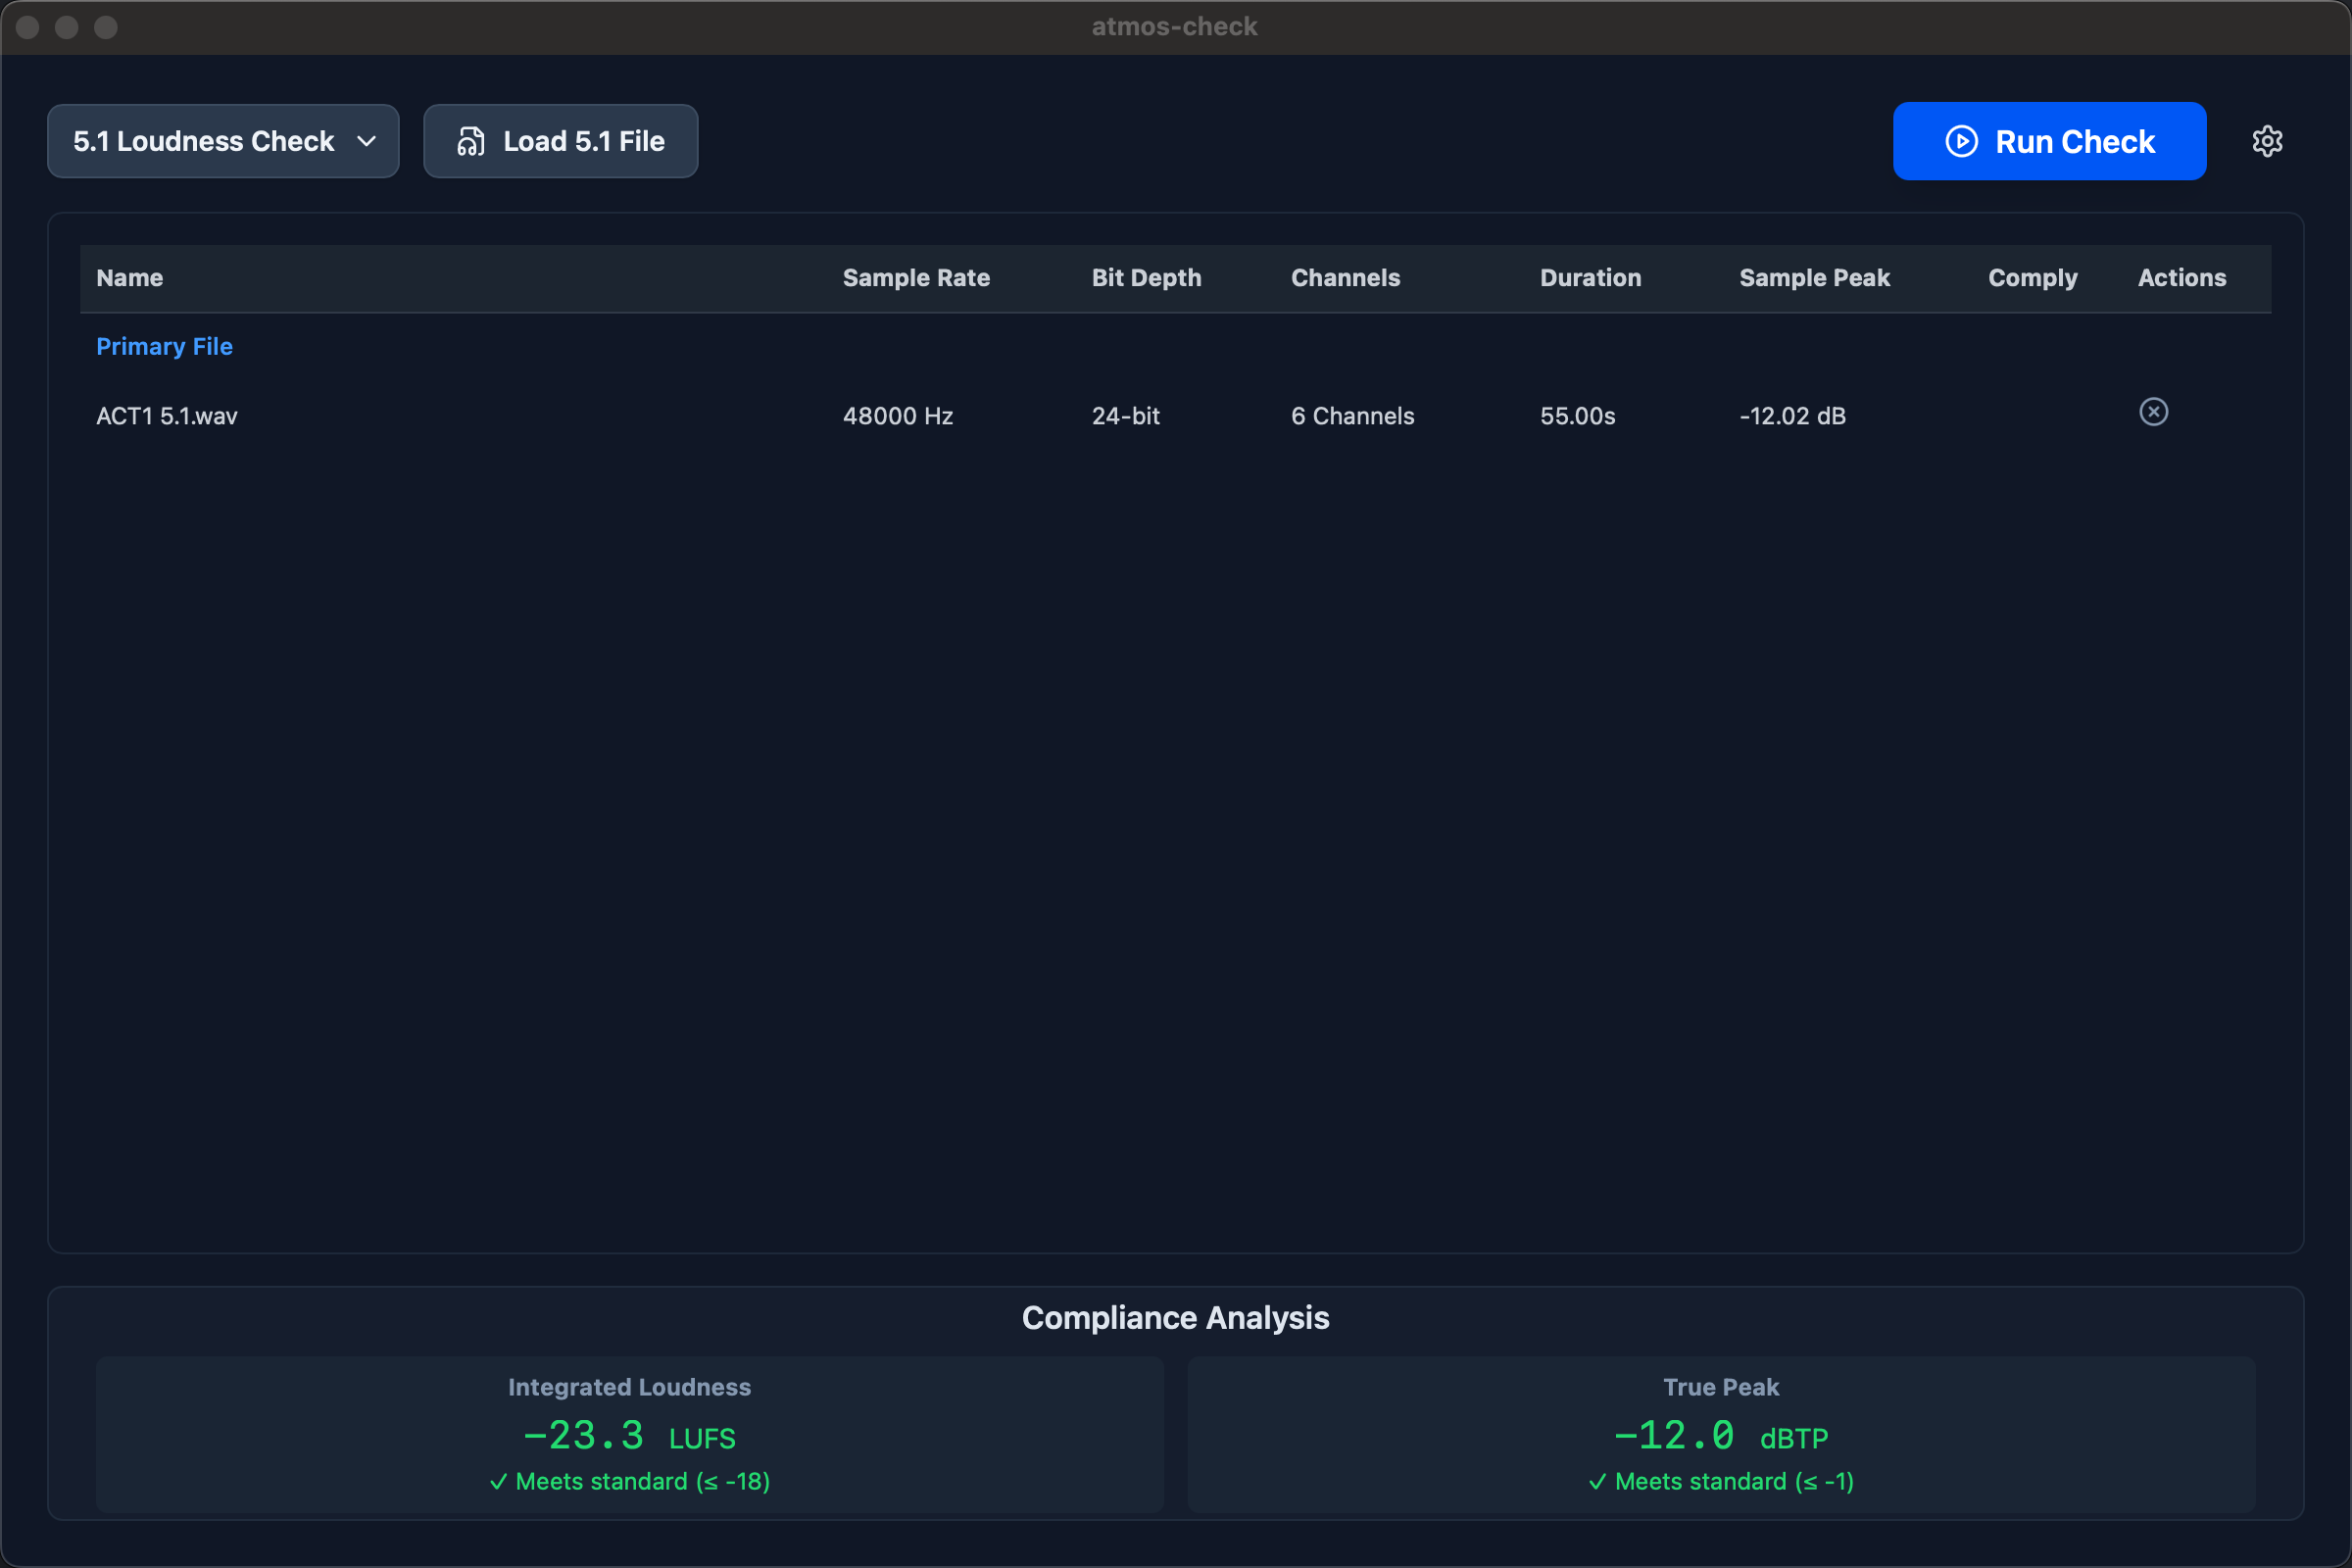 atmos-check
5.1 Loudness Check
Load 5.1 File
Run Check
Name Sample Rate Bit Depth Channels Duration Sample Peak Comply Actions
Primary File
ACT1 5.1.wav 48000 Hz 24-bit 6 Channels 55.00s -12.02 dB
Compliance Analysis
Integrated Loudness
-23.3 LUFS
✓ Meets standard (≤ -18)
True Peak
-12.0 dBTP
✓ Meets standard (≤ -1)